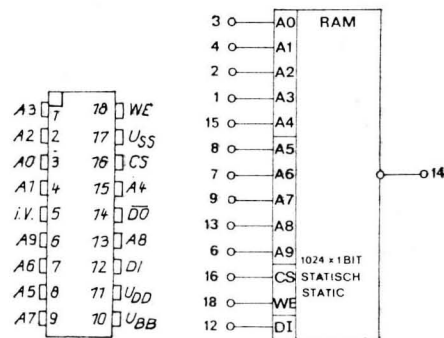 A3 1 18 WE
A2 2 17 USS
A0 3 16 CS
A1 4 15 A4
i.V. 5 14 D̅O̅
A9 6 13 A8
A6 7 12 DI
A5 8 11 UDD
A7 9 10 UBB
RAM
3 A0
4 A1
2 A2
1 A3
15 A4
8 A5
7 A6
9 A7
13 A8
6 A9
16 CS
18 WE
12 DI
14
1024 x 1 BIT
STATISCH
STATIC